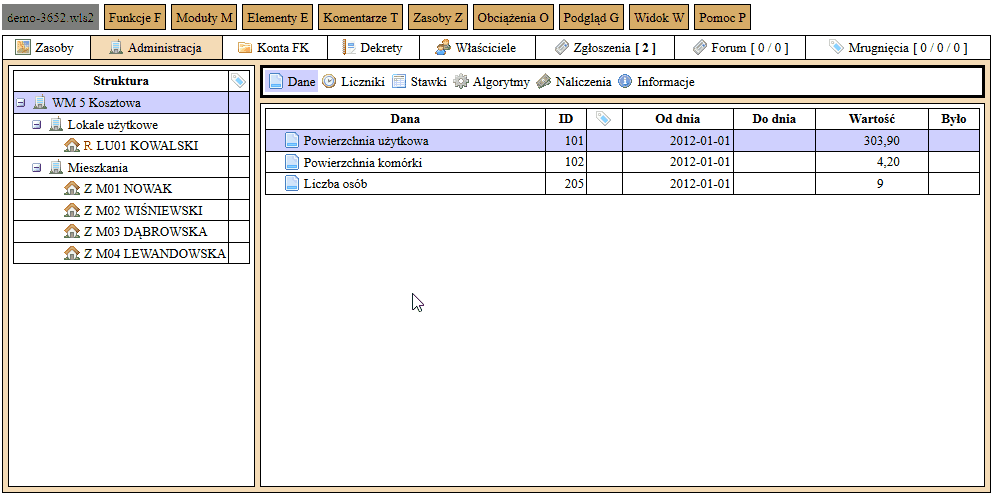 demo-3652.wls2 Funkcje F Moduły M Elementy E Komentarze T Zasoby Z Obciążenia O Podgląd G Widok W Pomoc P
Zasoby Administracja Konta FK Dekrety Właściciele Zgłoszenia [ 2 ] Forum [ 0 / 0 ] Mrugnięcia [ 0 / 0 / 0 ]
Struktura
WM 5 Kosztowa
Lokale użytkowe
R LU01 KOWALSKI
Mieszkania
Z M01 NOWAK
Z M02 WIŚNIEWSKI
Z M03 DĄBROWSKA
Z M04 LEWANDOWSKA
Dane Liczniki Stawki Algorytmy Naliczenia Informacje
Dana ID Od dnia Do dnia Wartość Było
Powierzchnia użytkowa 101 2012-01-01 303,90
Powierzchnia komórki 102 2012-01-01 4,20
Liczba osób 205 2012-01-01 9